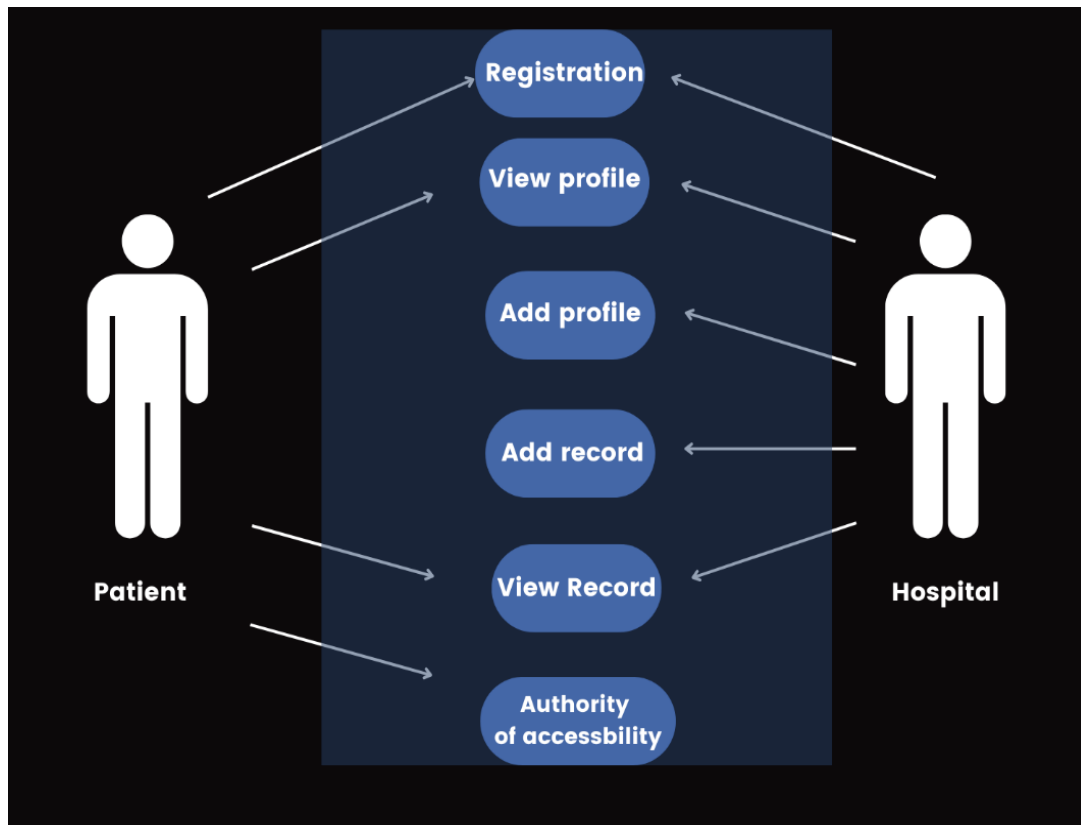 Registration
View profile
Add profile
Add record
View Record
Patient
Hospital
Authority
of accessbility